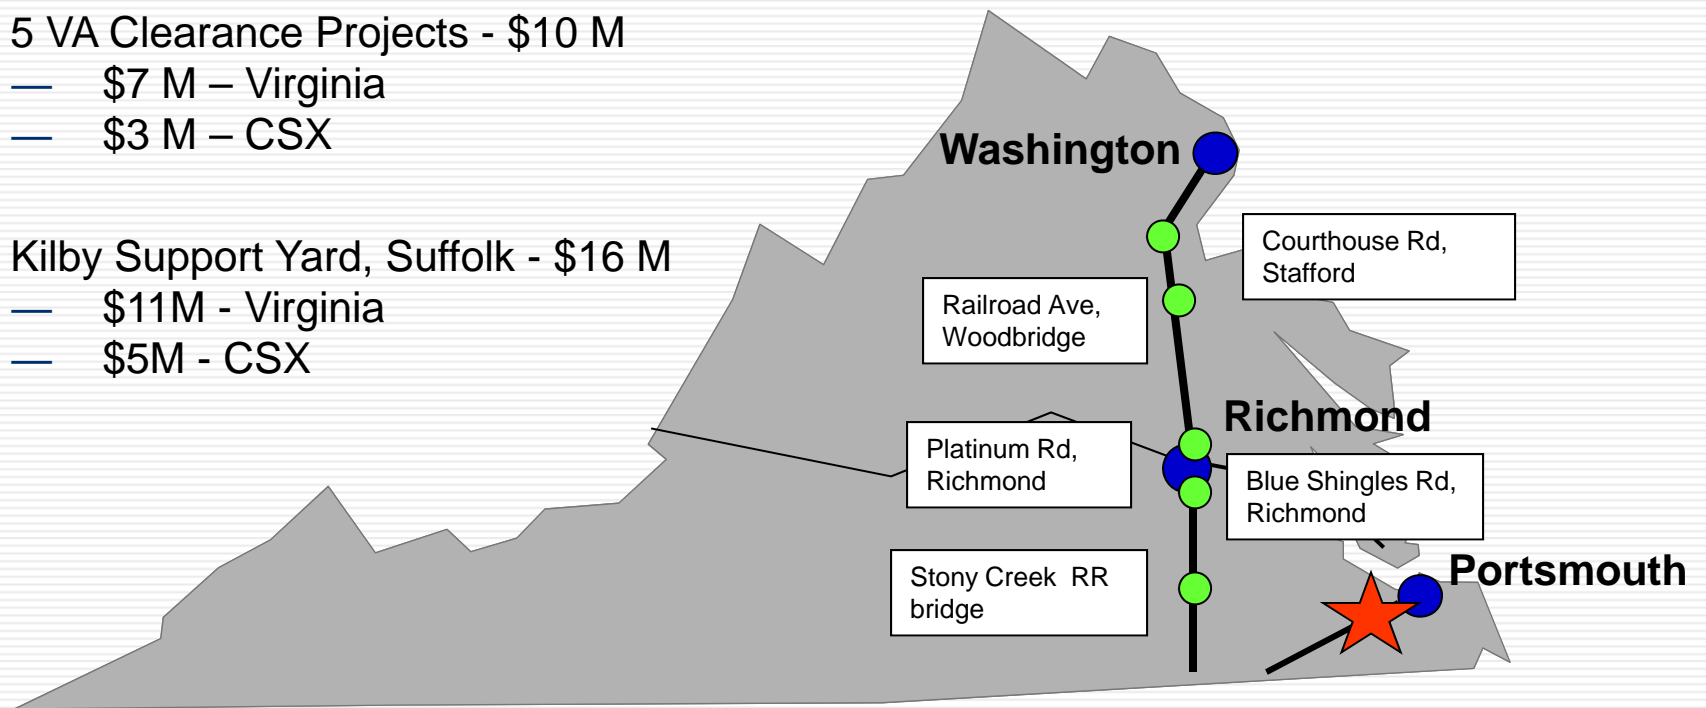 5 VA Clearance Projects - $10 M
— $7 M – Virginia
— $3 M – CSX
Kilby Support Yard, Suffolk - $16 M
— $11M - Virginia
— $5M - CSX
Washington
Courthouse Rd,
Stafford
Railroad Ave,
Woodbridge
Richmond
Platinum Rd,
Richmond
Blue Shingles Rd,
Richmond
Stony Creek  RR
bridge
Portsmouth